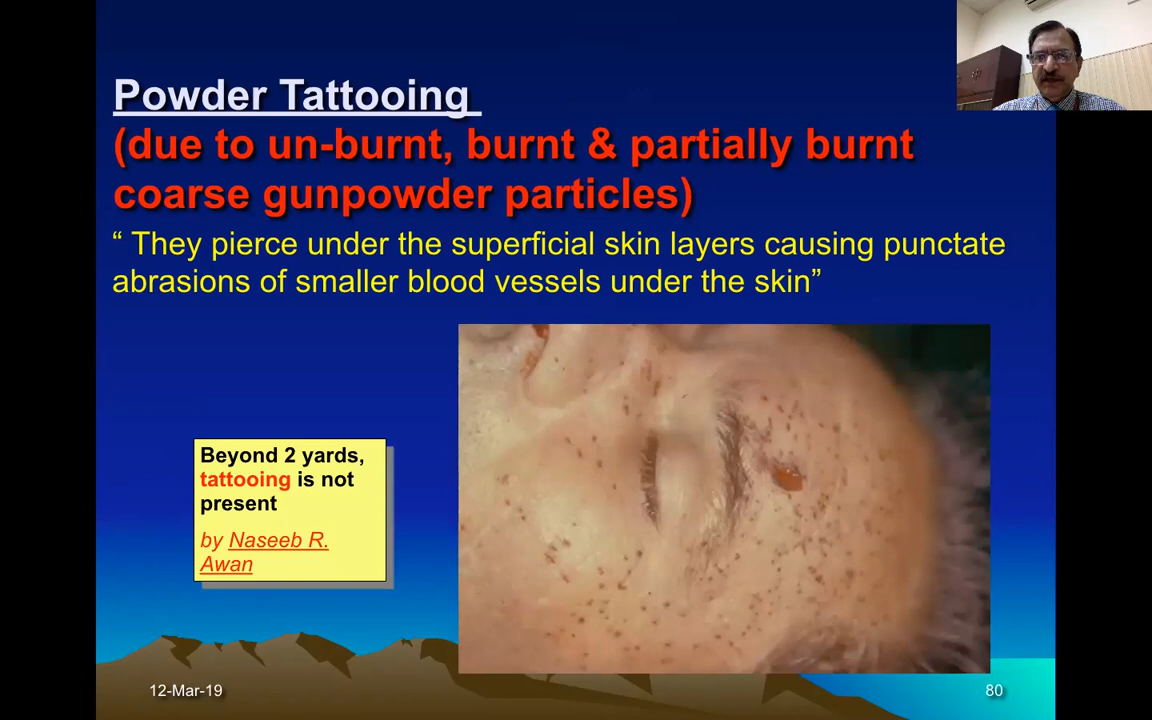 Powder Tattooing
(due to un-burnt, burnt & partially burnt
coarse gunpowder particles)
“ They pierce under the superficial skin layers causing punctate
abrasions of smaller blood vessels under the skin”
Beyond 2 yards,
tattooing is not
present
by Naseeb R.
Awan
12-Mar-19
80